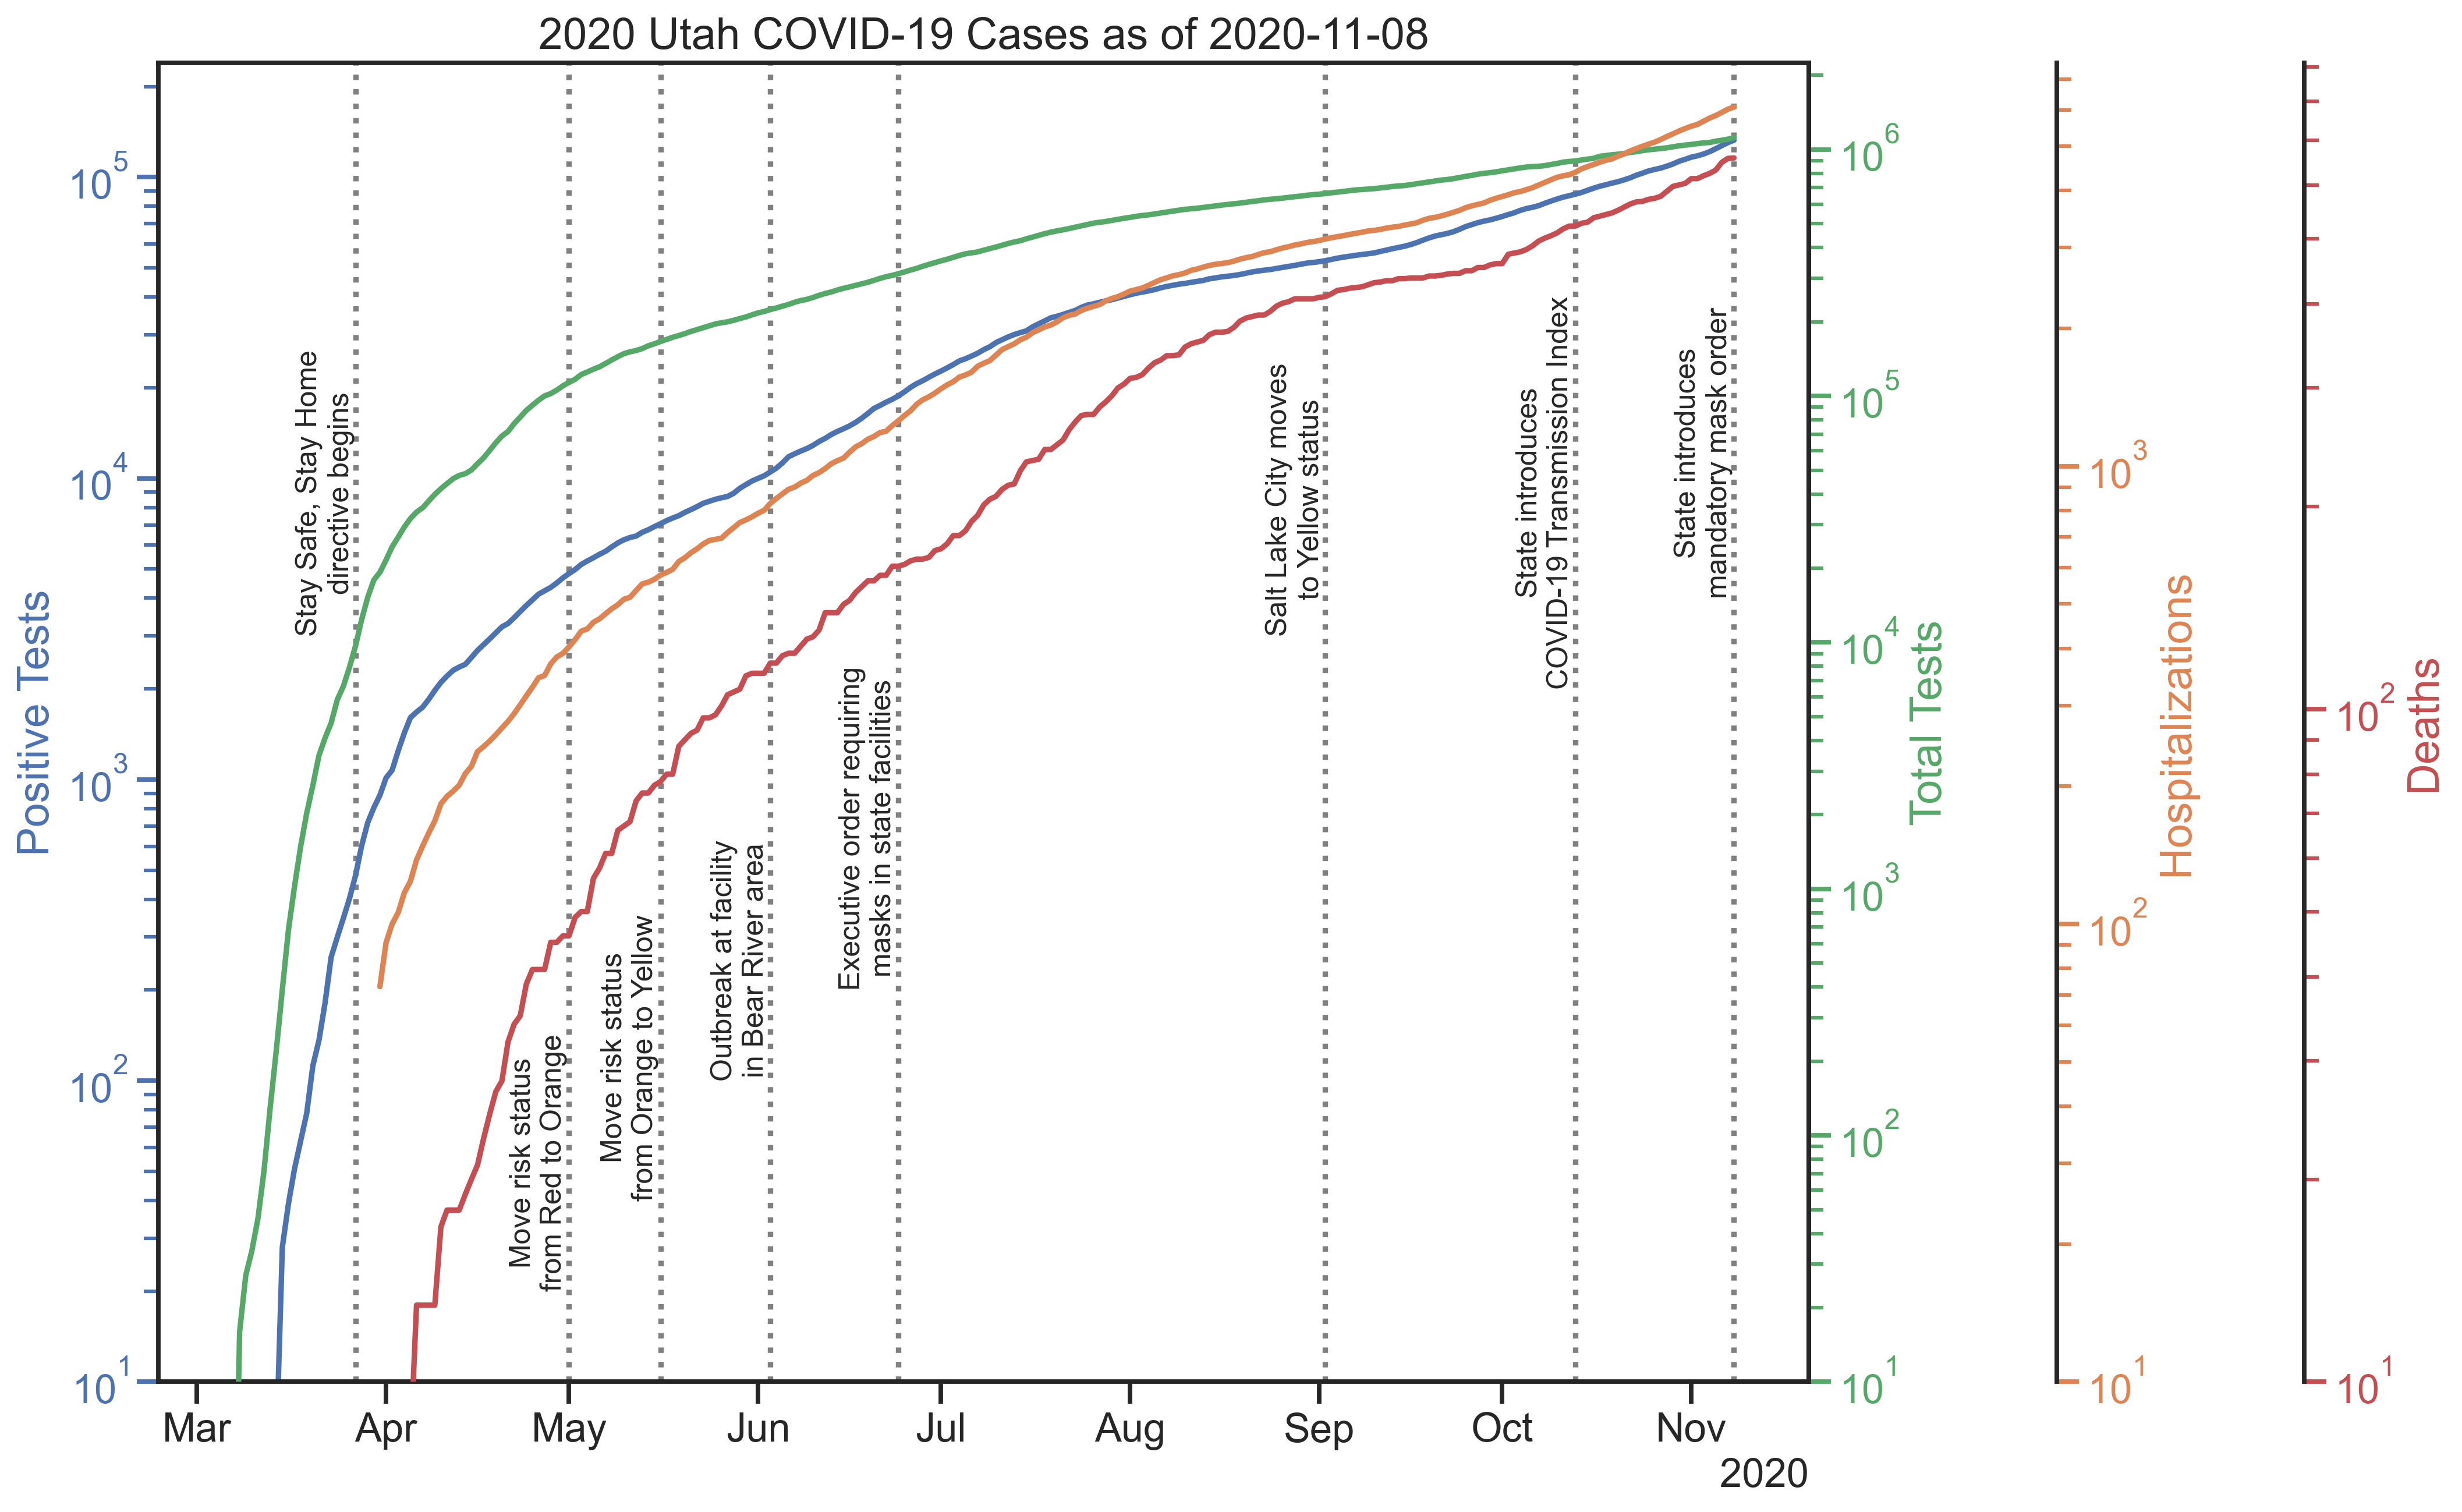 2020 Utah COVID-19 Cases as of 2020-11-08
Positive Tests
10^5
10^4
10^3
10^2
10^1
Stay Safe, Stay Home
directive begins
Move risk status
from Red to Orange
Move risk status
from Orange to Yellow
Outbreak at facility
in Bear River area
Executive order requiring
masks in state facilities
Salt Lake City moves
to Yellow status
State introduces
COVID-19 Transmission Index
State introduces
mandatory mask order
10^6
10^5
10^4
10^3
10^2
10^1
Total Tests
10^3
10^2
10^1
Hospitalizations
10^2
10^1
Deaths
Mar Apr May Jun Jul Aug Sep Oct Nov
2020